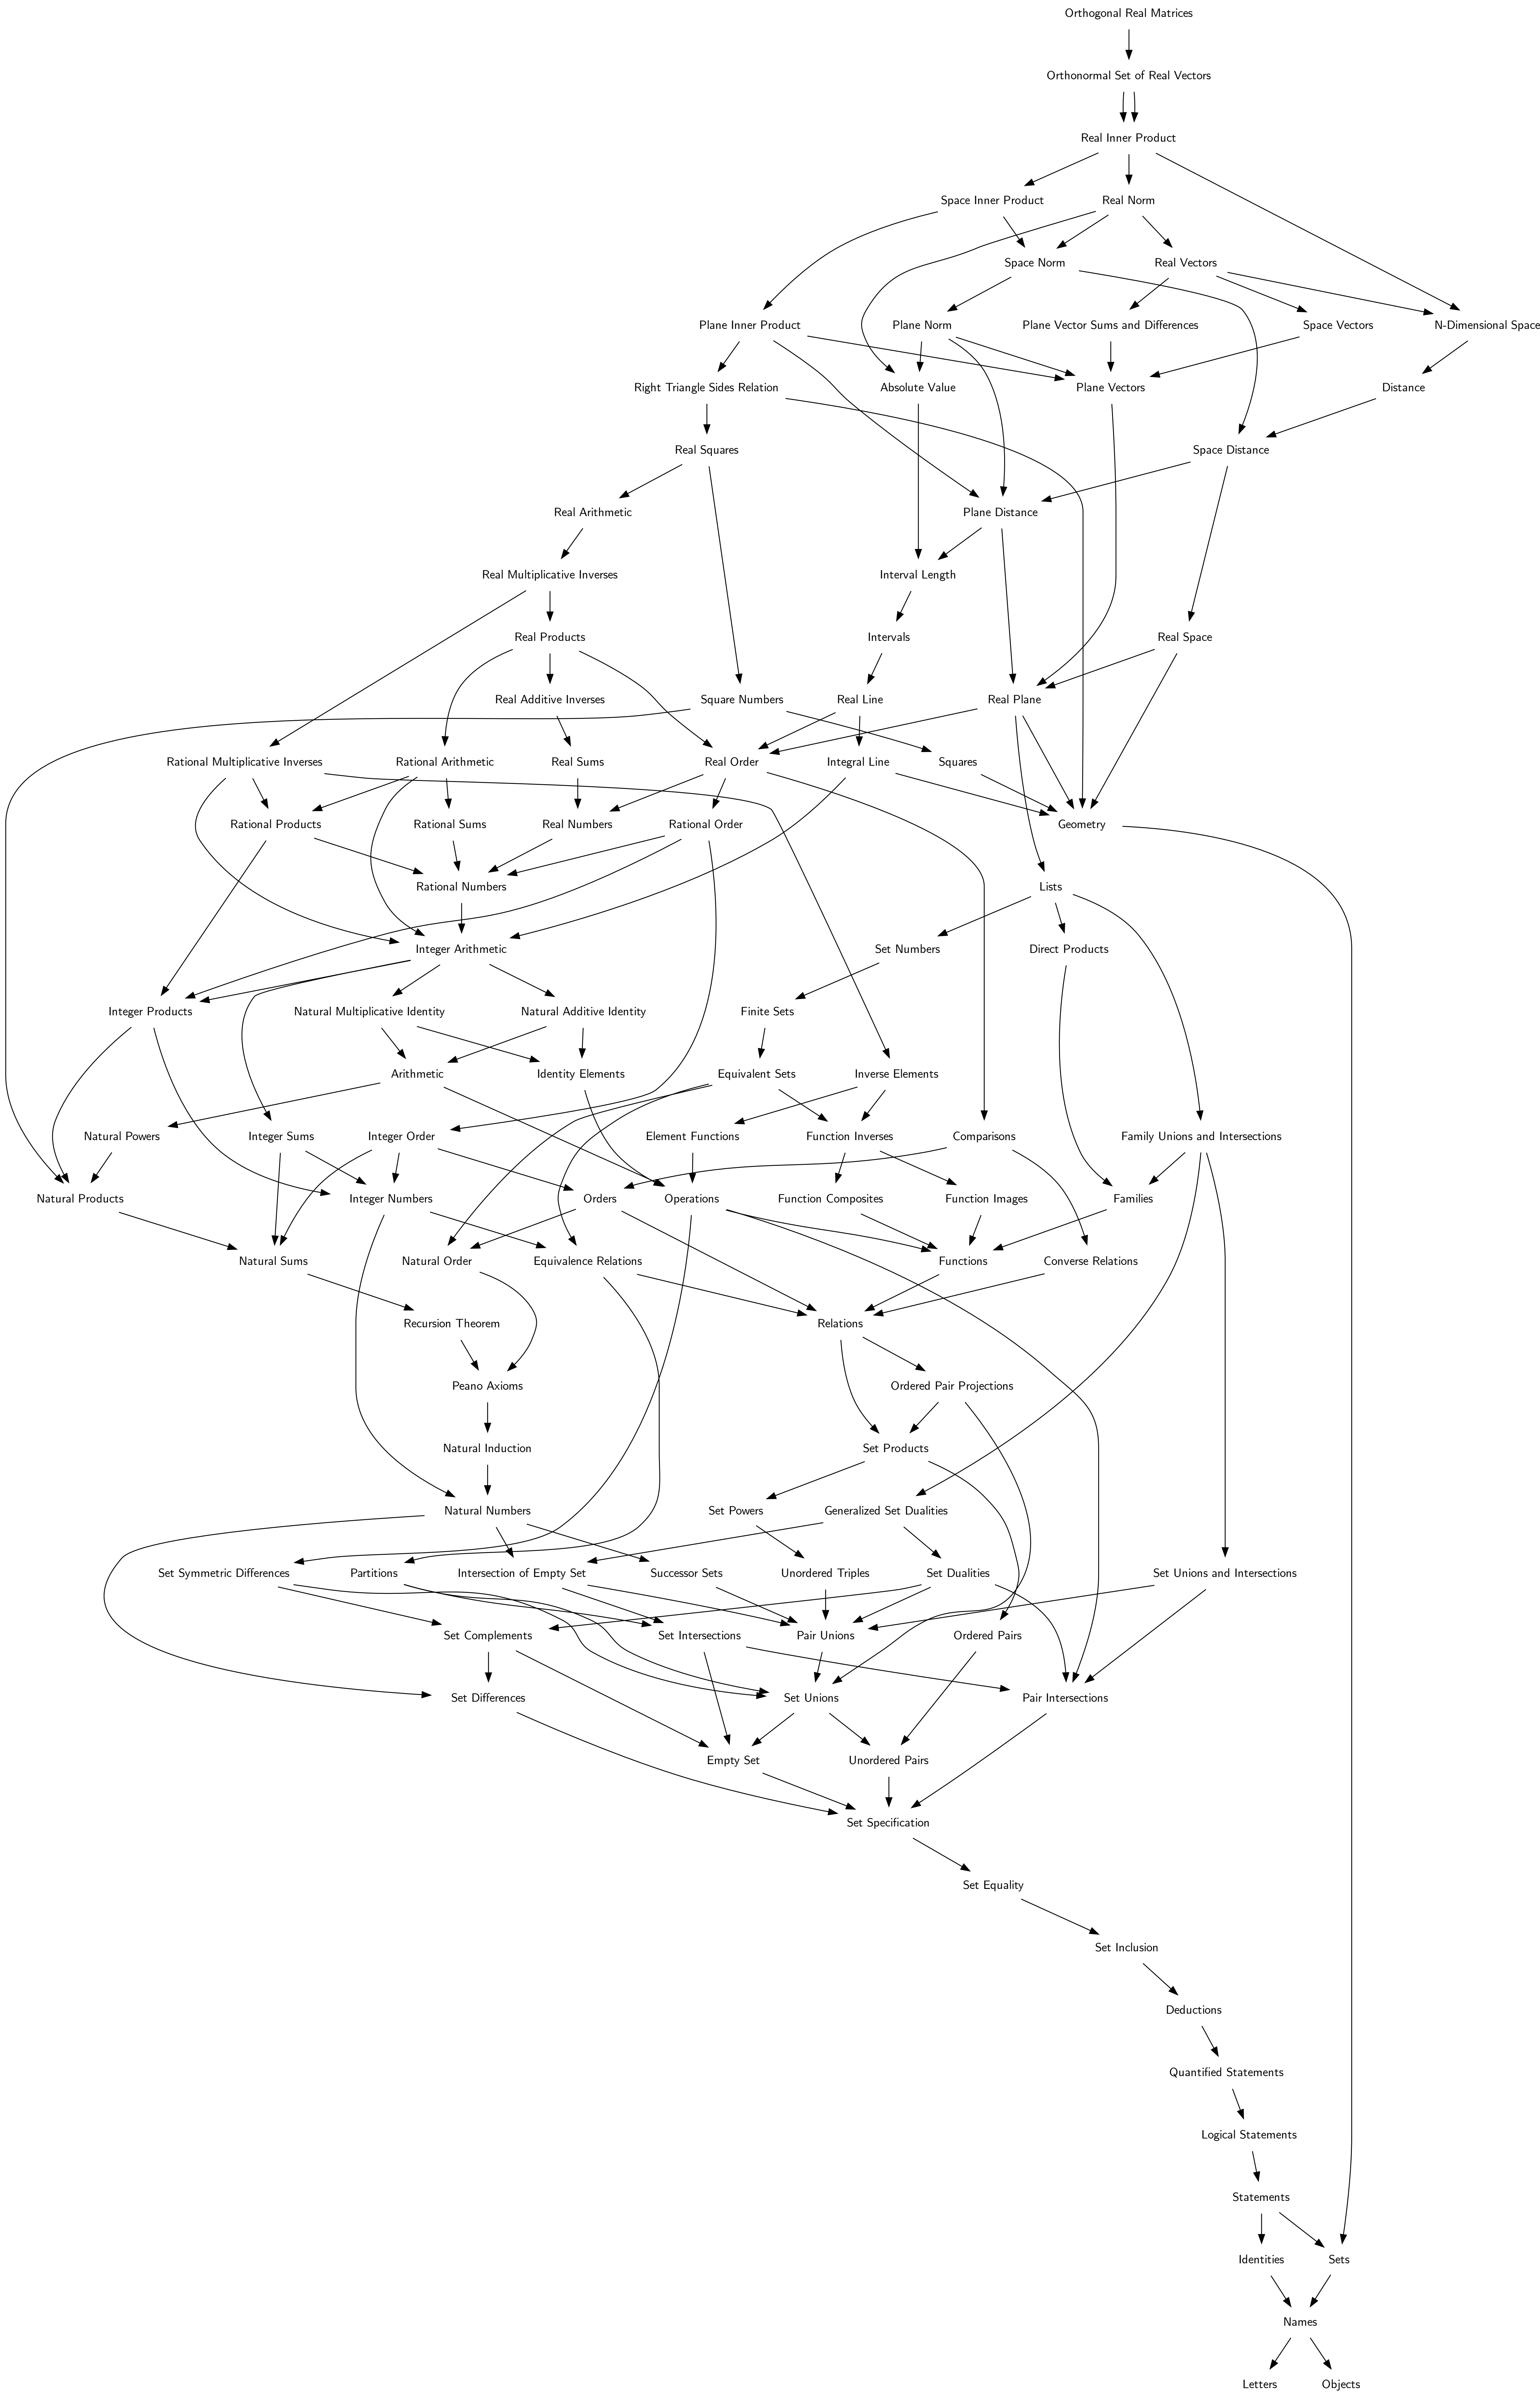 Orthogonal Real Matrices
Orthonormal Set of Real Vectors
Real Inner Product
Space Inner Product
Real Norm
Space Norm
Real Vectors
Plane Inner Product
Plane Norm
Plane Vector Sums and Differences
Space Vectors
N-Dimensional Space
Right Triangle Sides Relation
Absolute Value
Plane Vectors
Distance
Real Squares
Space Distance
Real Arithmetic
Plane Distance
Real Multiplicative Inverses
Interval Length
Real Products
Intervals
Real Space
Real Additive Inverses
Square Numbers
Real Line
Real Plane
Rational Multiplicative Inverses
Rational Arithmetic
Real Sums
Real Order
Integral Line
Squares
Rational Products
Rational Sums
Real Numbers
Rational Order
Geometry
Rational Numbers
Lists
Integer Arithmetic
Set Numbers
Direct Products
Integer Products
Natural Multiplicative Identity
Natural Additive Identity
Finite Sets
Arithmetic
Identity Elements
Equivalent Sets
Inverse Elements
Natural Powers
Integer Sums
Integer Order
Element Functions
Function Inverses
Comparisons
Family Unions and Intersections
Natural Products
Integer Numbers
Orders
Operations
Function Composites
Function Images
Families
Natural Sums
Natural Order
Equivalence Relations
Functions
Converse Relations
Recursion Theorem
Relations
Peano Axioms
Ordered Pair Projections
Natural Induction
Set Products
Natural Numbers
Set Powers
Generalized Set Dualities
Set Symmetric Differences
Partitions
Intersection of Empty Set
Successor Sets
Unordered Triples
Set Dualities
Set Unions and Intersections
Set Complements
Set Intersections
Pair Unions
Ordered Pairs
Set Differences
Set Unions
Pair Intersections
Empty Set
Unordered Pairs
Set Specification
Set Equality
Set Inclusion
Deductions
Quantified Statements
Logical Statements
Statements
Identities
Sets
Names
Letters
Objects